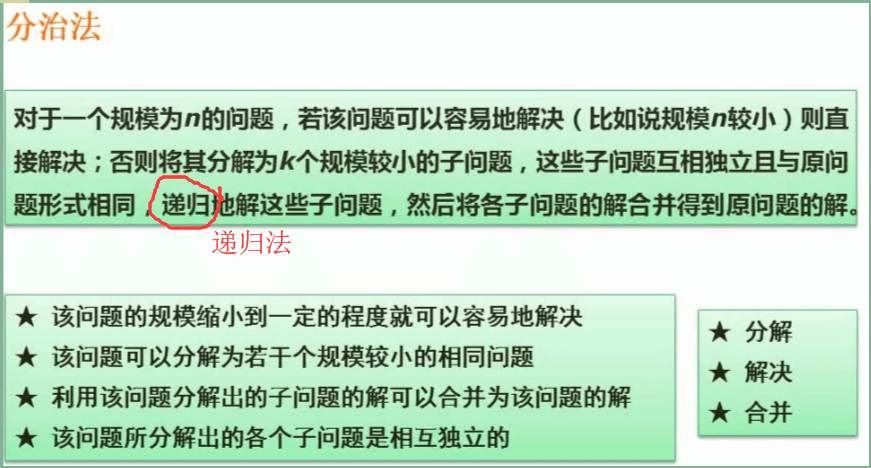 分治法
对于一个规模为n的问题，若该问题可以容易地解决（比如说规模n较小）则直
接解决；否则将其分解为k个规模较小的子问题，这些子问题互相独立且与原问
题形式相同，递归地解这些子问题，然后将各子问题的解合并得到原问题的解。
递归法
★ 该问题的规模缩小到一定的程度就可以容易地解决
★ 该问题可以分解为若干个规模较小的相同问题
★ 利用该问题分解出的子问题的解可以合并为该问题的解
★ 该问题所分解出的各个子问题是相互独立的
★ 分解
★ 解决
★ 合并